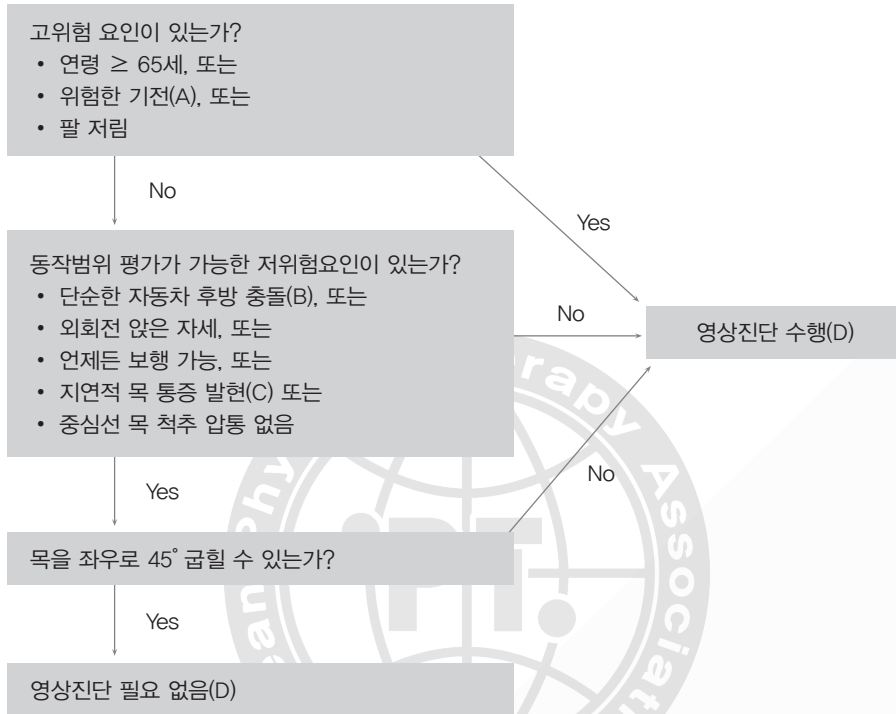 고위험 요인이 있는가?
• 연령 ≥ 65세, 또는
• 위험한 기전(A), 또는
• 팔 저림
No
Yes
동작범위 평가가 가능한 저위험요인이 있는가?
• 단순한 자동차 후방 충돌(B), 또는
• 외회전 앉은 자세, 또는
• 언제든 보행 가능, 또는
• 지연적 목 통증 발현(C) 또는
• 중심선 목 척추 압통 없음
No
영상진단 수행(D)
Yes
No
목을 좌우로 45° 굽힐 수 있는가?
Yes
영상진단 필요 없음(D)
PT